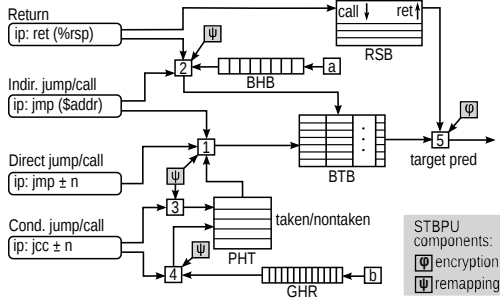 Return
ip: ret (%rsp)
ψ
call
ret
RSB
2
a
BHB
Indir. jump/call
ip: jmp ($addr)
φ
1
5
BTB
target pred
Direct jump/call
ip: jmp ± n
ψ
3
Cond. jump/call
ip: jcc ± n
taken/nontaken
ψ
PHT
4
b
GHR
STBPU
components:
φ encryption
ψ remapping